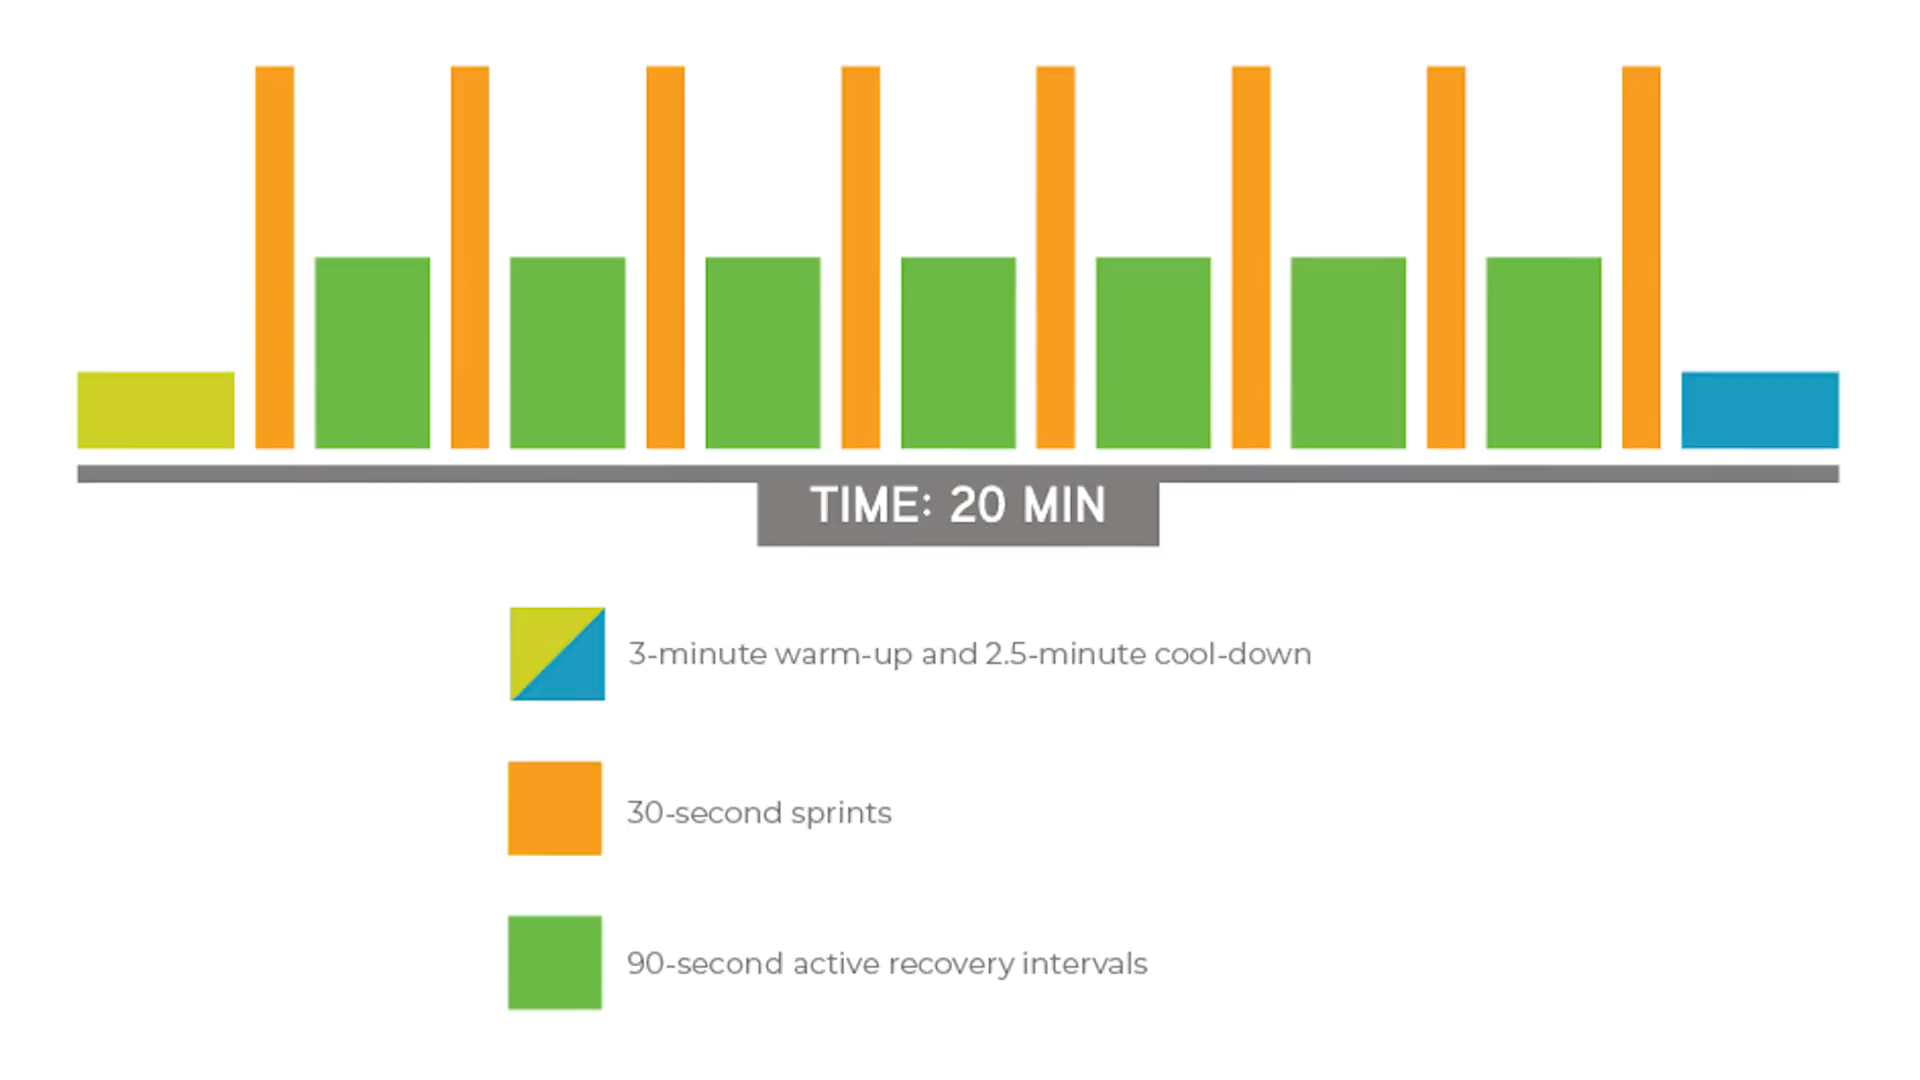 TIME: 20 MIN
3-minute warm-up and 2.5-minute cool-down
30-second sprints
90-second active recovery intervals